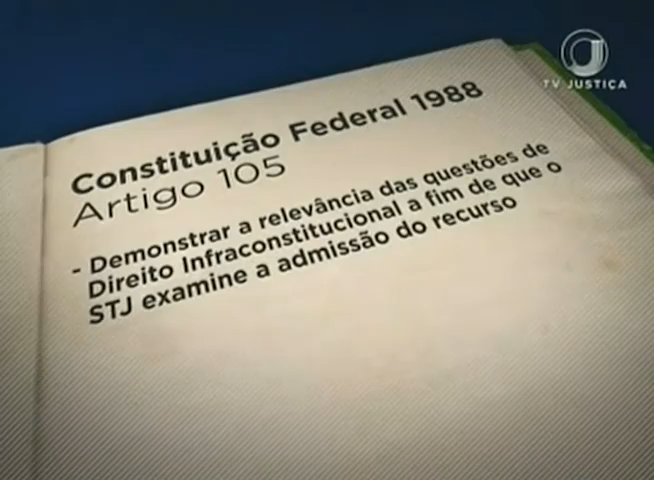 TV JUSTIÇA
Constituição Federal 1988
Artigo 105
- Demonstrar a relevância das questões de
Direito Infraconstitucional a fim de que o
STJ examine a admissão do recurso